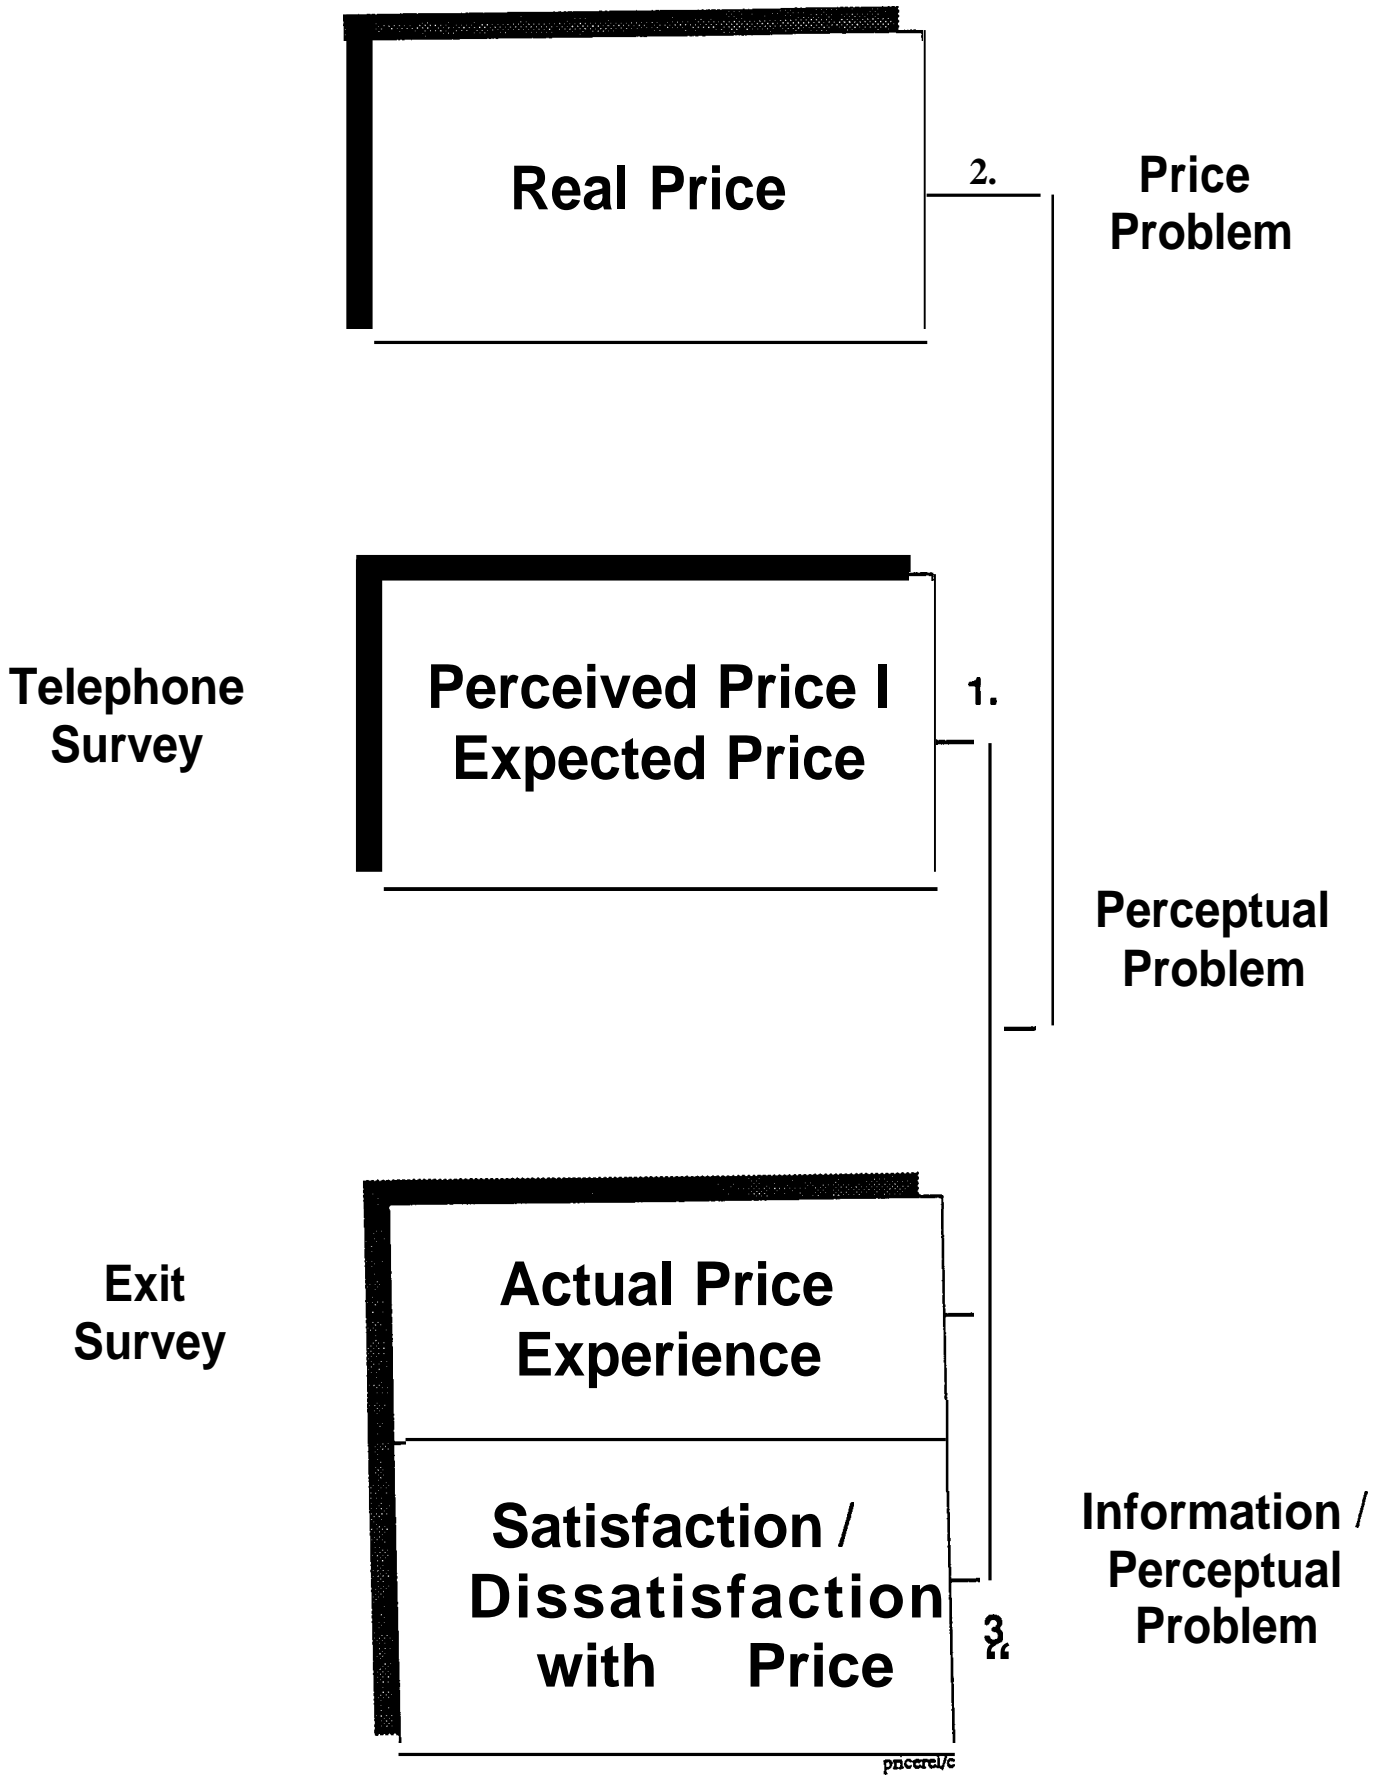 Real Price
2.
Price
Problem
Telephone
Survey
Perceived Price I
Expected Price
1.
Perceptual
Problem
Exit
Survey
Actual Price
Experience
Satisfaction /
Dissatisfaction
with Price
3.
Information /
Perceptual
Problem
pricerel/c